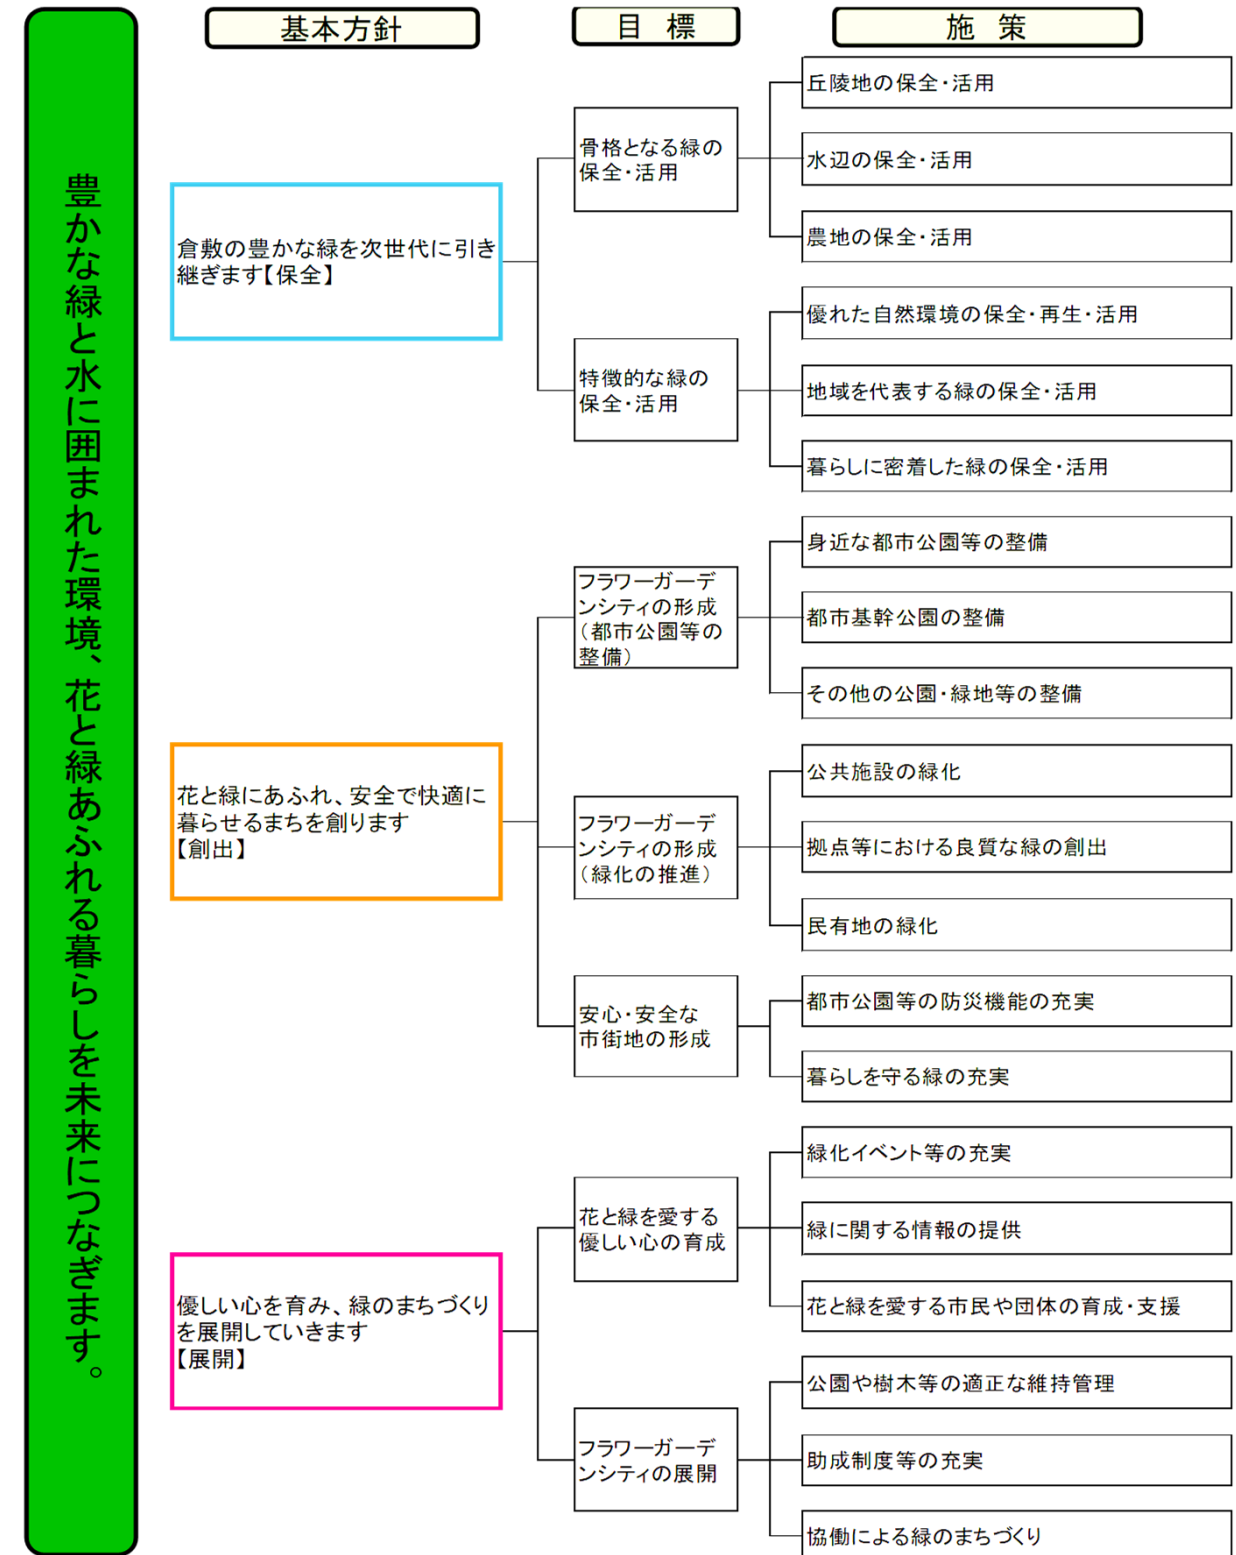 豊かな緑と水に囲まれた環境、花と緑あふれる暮らしを未来につなぎます。
基本方針
目 標
施 策
倉敷の豊かな緑を次世代に引き
継ぎます【保全】
骨格となる緑の
保全・活用
丘陵地の保全・活用
水辺の保全・活用
農地の保全・活用
特徴的な緑の
保全・活用
優れた自然環境の保全・再生・活用
地域を代表する緑の保全・活用
暮らしに密着した緑の保全・活用
花と緑にあふれ、安全で快適に
暮らせるまちを創ります
【創出】
フラワーガーデ
ンシティの形成
（都市公園等の
整備）
身近な都市公園等の整備
都市基幹公園の整備
その他の公園・緑地等の整備
フラワーガーデ
ンシティの形成
（緑化の推進）
公共施設の緑化
拠点等における良質な緑の創出
民有地の緑化
安心・安全な
市街地の形成
都市公園等の防災機能の充実
暮らしを守る緑の充実
優しい心を育み、緑のまちづくり
を展開していきます
【展開】
花と緑を愛する
優しい心の育成
緑化イベント等の充実
緑に関する情報の提供
花と緑を愛する市民や団体の育成・支援
フラワーガーデ
ンシティの展開
公園や樹木等の適正な維持管理
助成制度等の充実
協働による緑のまちづくり